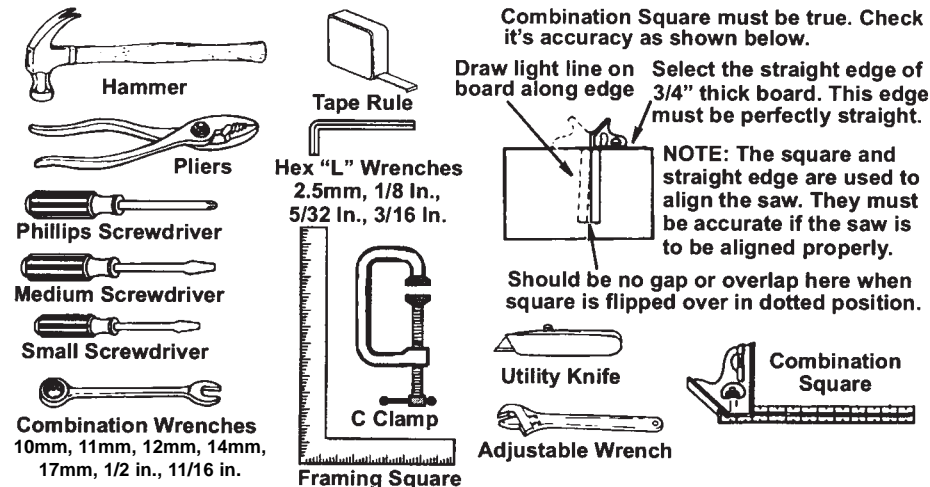 Hammer
Pliers
Phillips Screwdriver
Medium Screwdriver
Small Screwdriver
Combination Wrenches
10mm, 11mm, 12mm, 14mm,
17mm, 1/2 in., 11/16 in.
Tape Rule
Hex “L” Wrenches
2.5mm, 1/8 In.,
5/32 In., 3/16 In.
C Clamp
Framing Square
Combination Square must be true. Check
it’s accuracy as shown below.
Draw light line on
board along edge
Select the straight edge of
3/4” thick board. This edge
must be perfectly straight.
NOTE: The square and
straight edge are used to
align the saw. They must
be accurate if the saw is
to be aligned properly.
Should be no gap or overlap here when
square is flipped over in dotted position.
Utility Knife
Adjustable Wrench
Combination
Square